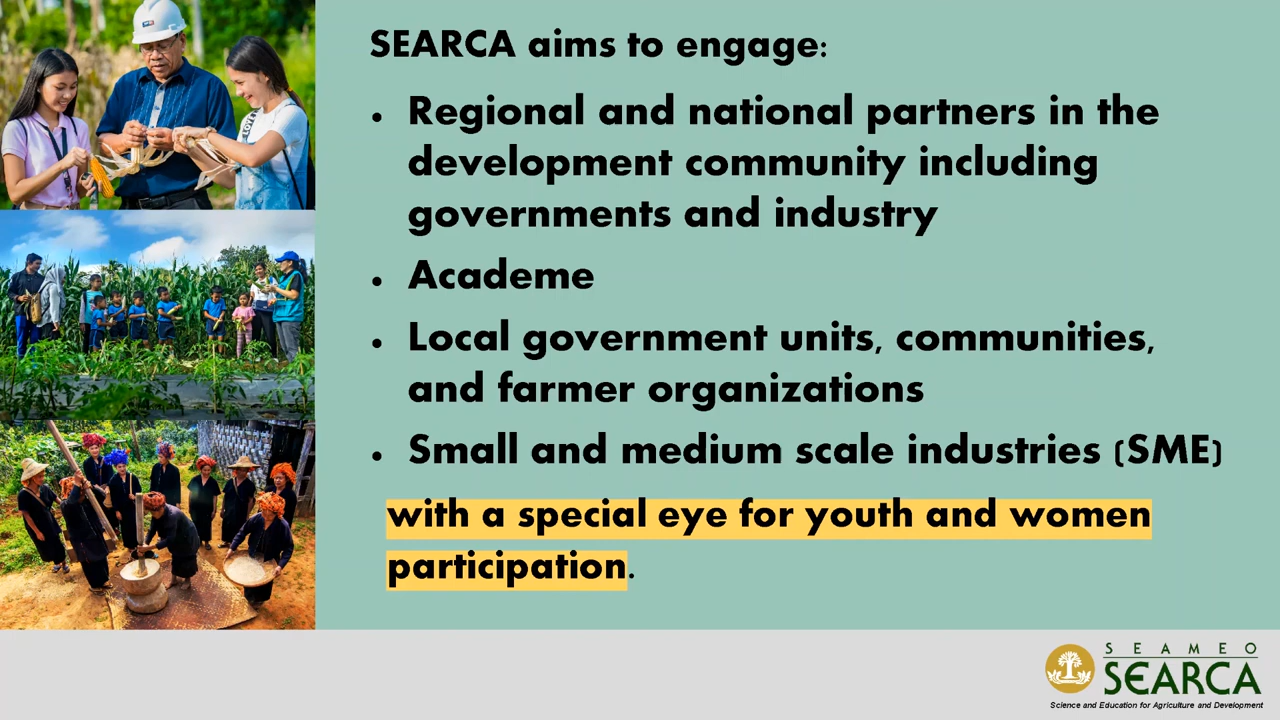 SEARCA aims to engage:
• Regional and national partners in the
development community including
governments and industry
• Academe
• Local government units, communities,
and farmer organizations
• Small and medium scale industries (SME)
with a special eye for youth and women
participation.
SEAMEO
SEARCA
Science and Education for Agriculture and Development